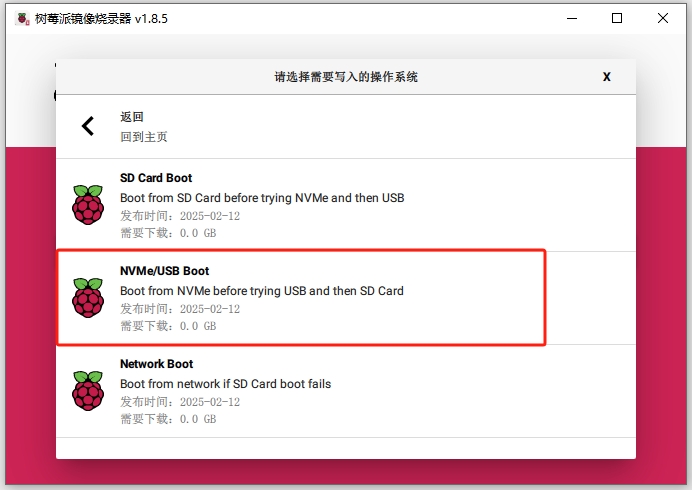 树莓派镜像烧录器 v1.8.5
请选择需要写入的操作系统
X
返回
回到主页
SD Card Boot
Boot from SD Card before trying NVMe and then USB
发布时间：2025-02-12
需要下载：0.0 GB
NVMe/USB Boot
Boot from NVMe before trying USB and then SD Card
发布时间：2025-02-12
需要下载：0.0 GB
Network Boot
Boot from network if SD Card boot fails
发布时间：2025-02-12
需要下载：0.0 GB